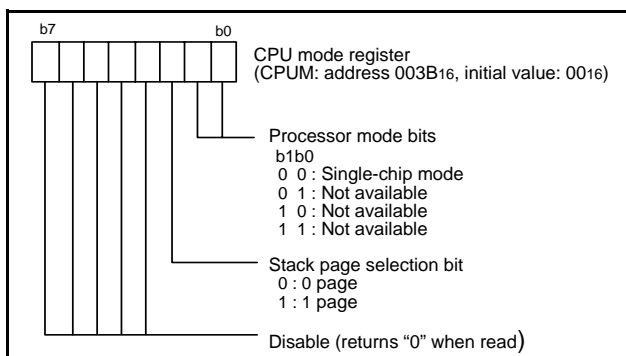 b7 b0
CPU mode register
(CPUM: address 003B16, initial value: 0016)
Processor mode bits
b1b0
0 0 : Single-chip mode
0 1 : Not available
1 0 : Not available
1 1 : Not available
Stack page selection bit
0 : 0 page
1 : 1 page
Disable (returns “0” when read)